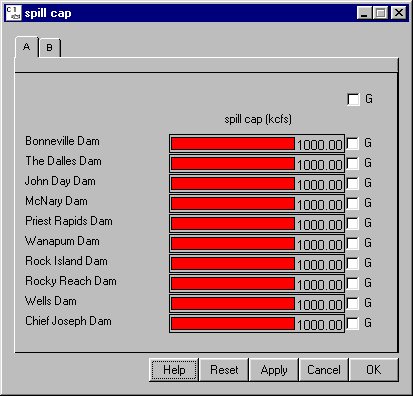 spill cap
A B
G
spill cap (kcfs)
Bonneville Dam 1000.00 G
The Dalles Dam 1000.00 G
John Day Dam 1000.00 G
McNary Dam 1000.00 G
Priest Rapids Dam 1000.00 G
Wanapum Dam 1000.00 G
Rock Island Dam 1000.00 G
Rocky Reach Dam 1000.00 G
Wells Dam 1000.00 G
Chief Joseph Dam 1000.00 G
Help Reset Apply Cancel OK